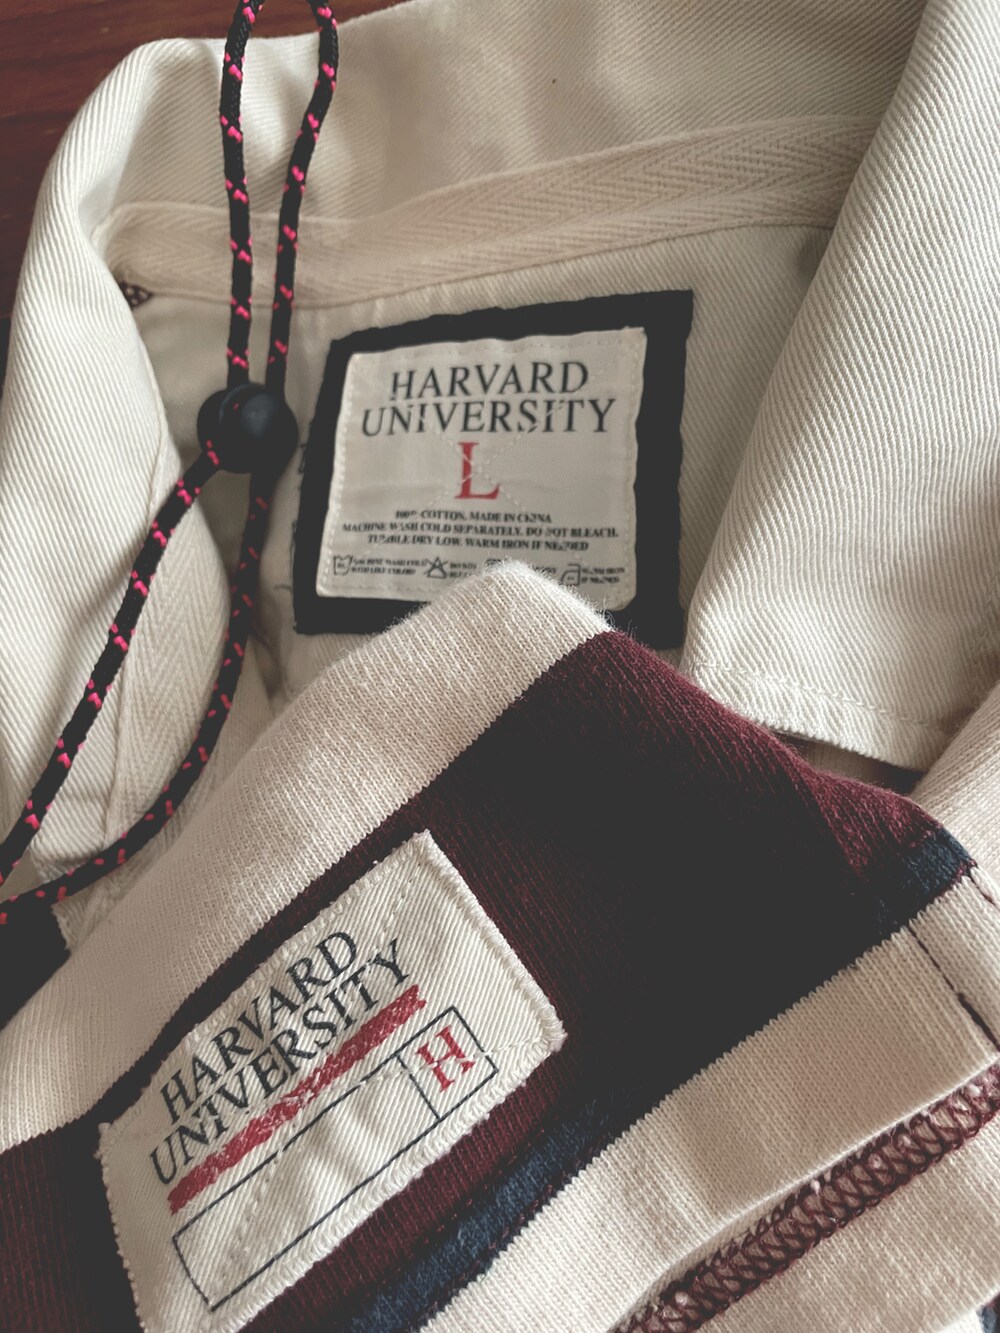 HARVARD
UNIVERSITY
L
100% COTTON. MADE IN CHINA
MACHINE WASH COLD SEPARATELY. DO NOT BLEACH.
TUMBLE DRY LOW. WARM IRON IF NEEDED
HARVARD
UNIVERSITY
H